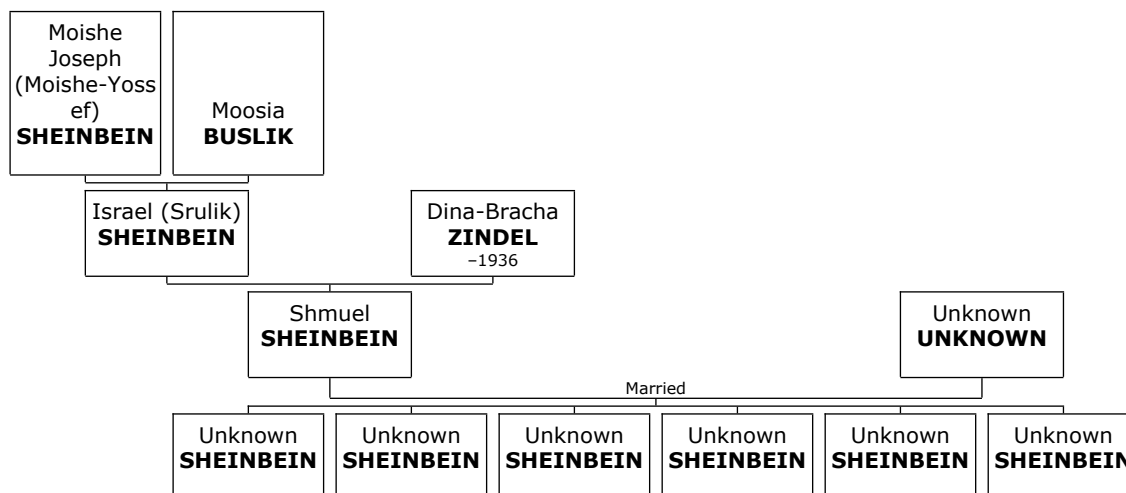 Moishe
Joseph
(Moishe-Yoss
ef)
SHEINBEIN
Moosia
BUSLIK
Israel (Srulik)
SHEINBEIN
Dina-Bracha
ZINDEL
–1936
Shmuel
SHEINBEIN
Unknown
UNKNOWN
Married
Unknown
SHEINBEIN
Unknown
SHEINBEIN
Unknown
SHEINBEIN
Unknown
SHEINBEIN
Unknown
SHEINBEIN
Unknown
SHEINBEIN